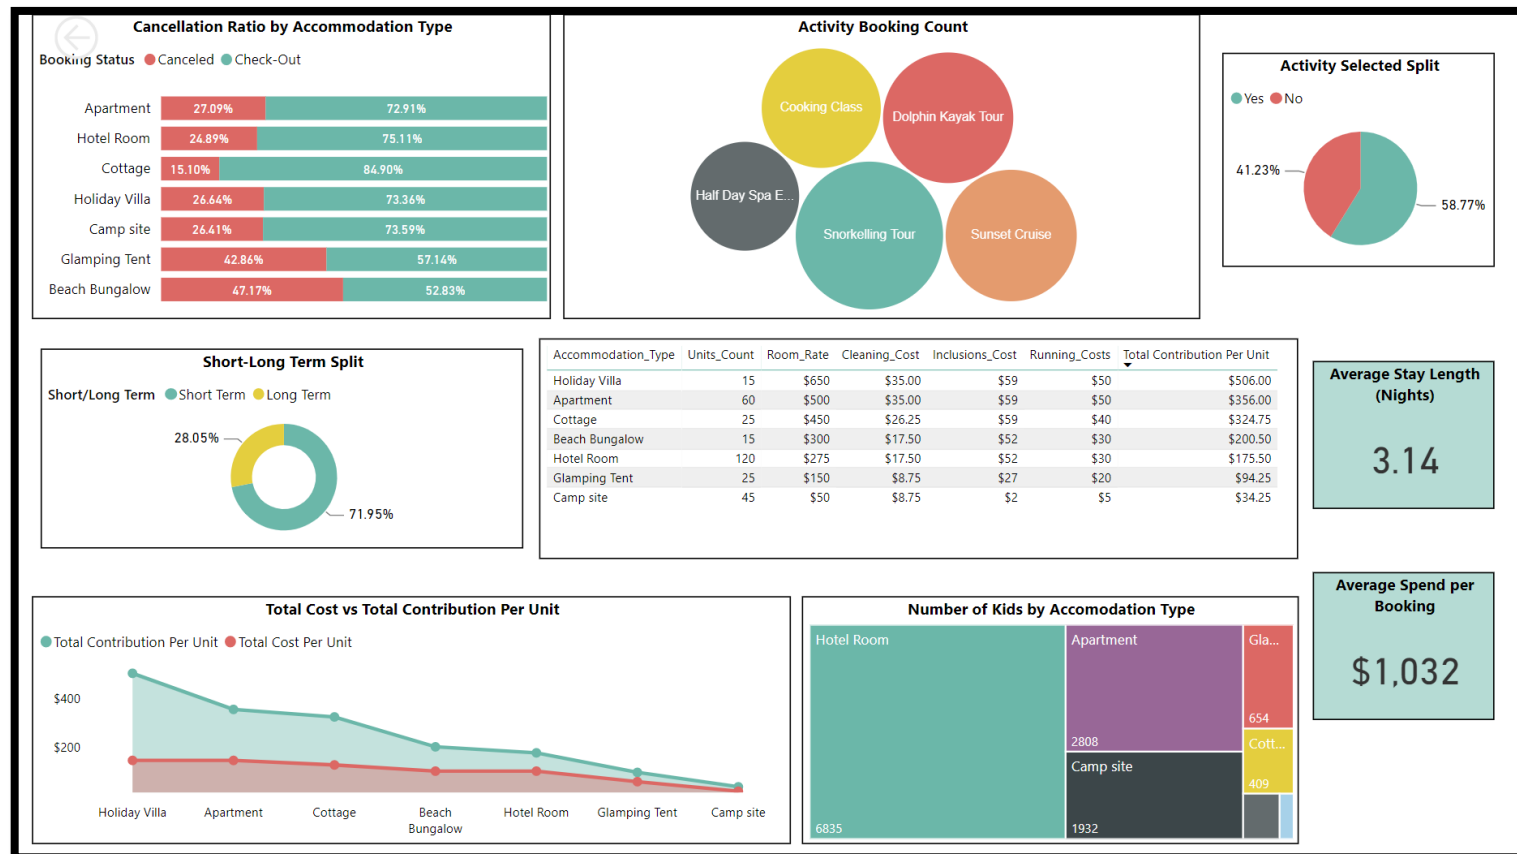 Cancellation Ratio by Accommodation Type
Booking Status Canceled Check-Out
Apartment 27.09% 72.91%
Hotel Room 24.89% 75.11%
Cottage 15.10% 84.90%
Holiday Villa 26.64% 73.36%
Camp site 26.41% 73.59%
Glamping Tent 42.86% 57.14%
Beach Bungalow 47.17% 52.83%
Activity Booking Count
Cooking Class
Dolphin Kayak Tour
Half Day Spa E...
Snorkelling Tour
Sunset Cruise
Activity Selected Split
Yes No
41.23%
58.77%
Short-Long Term Split
Short/Long Term Short Term Long Term
28.05%
71.95%
Accommodation_Type Units_Count Room_Rate Cleaning_Cost Inclusions_Cost Running_Costs Total Contribution Per Unit
Holiday Villa 15 $650 $35.00 $59 $50 $506.00
Apartment 60 $500 $35.00 $59 $50 $356.00
Cottage 25 $450 $26.25 $59 $40 $324.75
Beach Bungalow 15 $300 $17.50 $52 $30 $200.50
Hotel Room 120 $275 $17.50 $52 $30 $175.50
Glamping Tent 25 $150 $8.75 $27 $20 $94.25
Camp site 45 $50 $8.75 $2 $5 $34.25
Average Stay Length
(Nights)
3.14
Total Cost vs Total Contribution Per Unit
Total Contribution Per Unit Total Cost Per Unit
$400
$200
Holiday Villa Apartment Cottage Beach Hotel Room Glamping Tent Camp site
Bungalow
Number of Kids by Accomodation Type
Hotel Room
6835
Apartment
2808
Camp site
1932
Gla...
654
Cott...
409
Average Spend per
Booking
$1,032